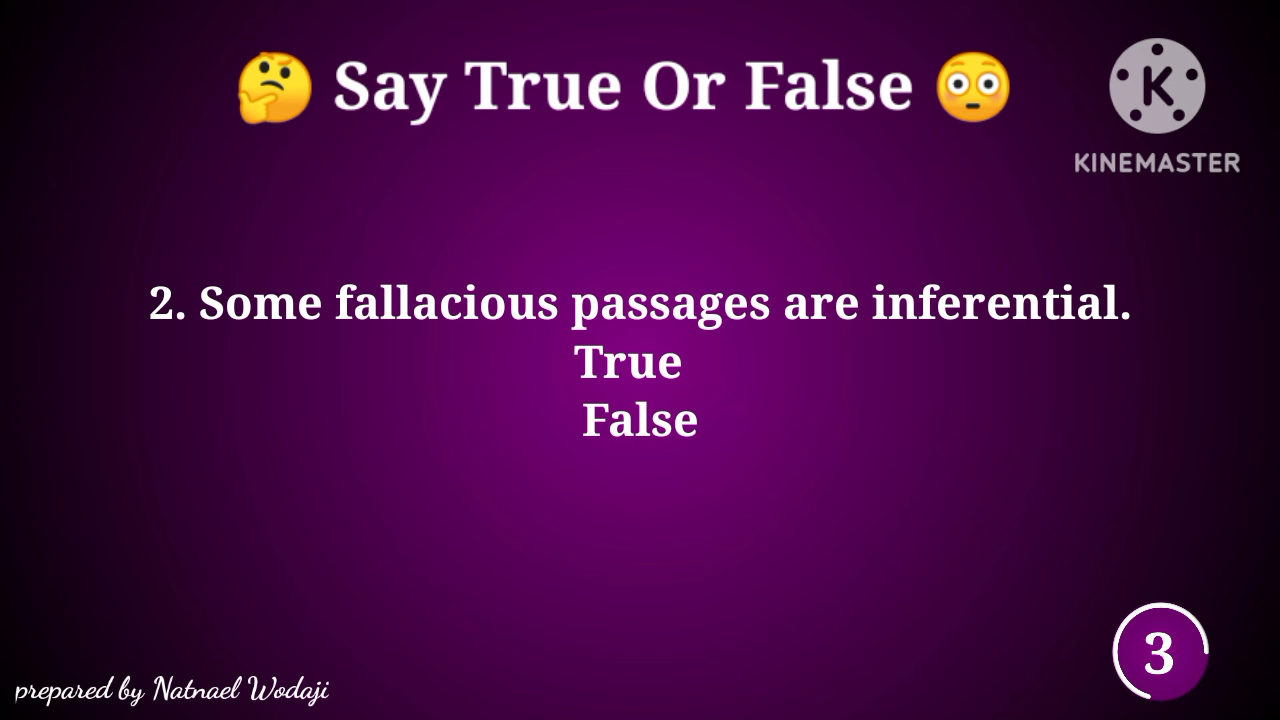 🤔 Say True Or False 😳
K
KINEMASTER
2. Some fallacious passages are inferential.
True
False
3
prepared by Natnael Wodaji